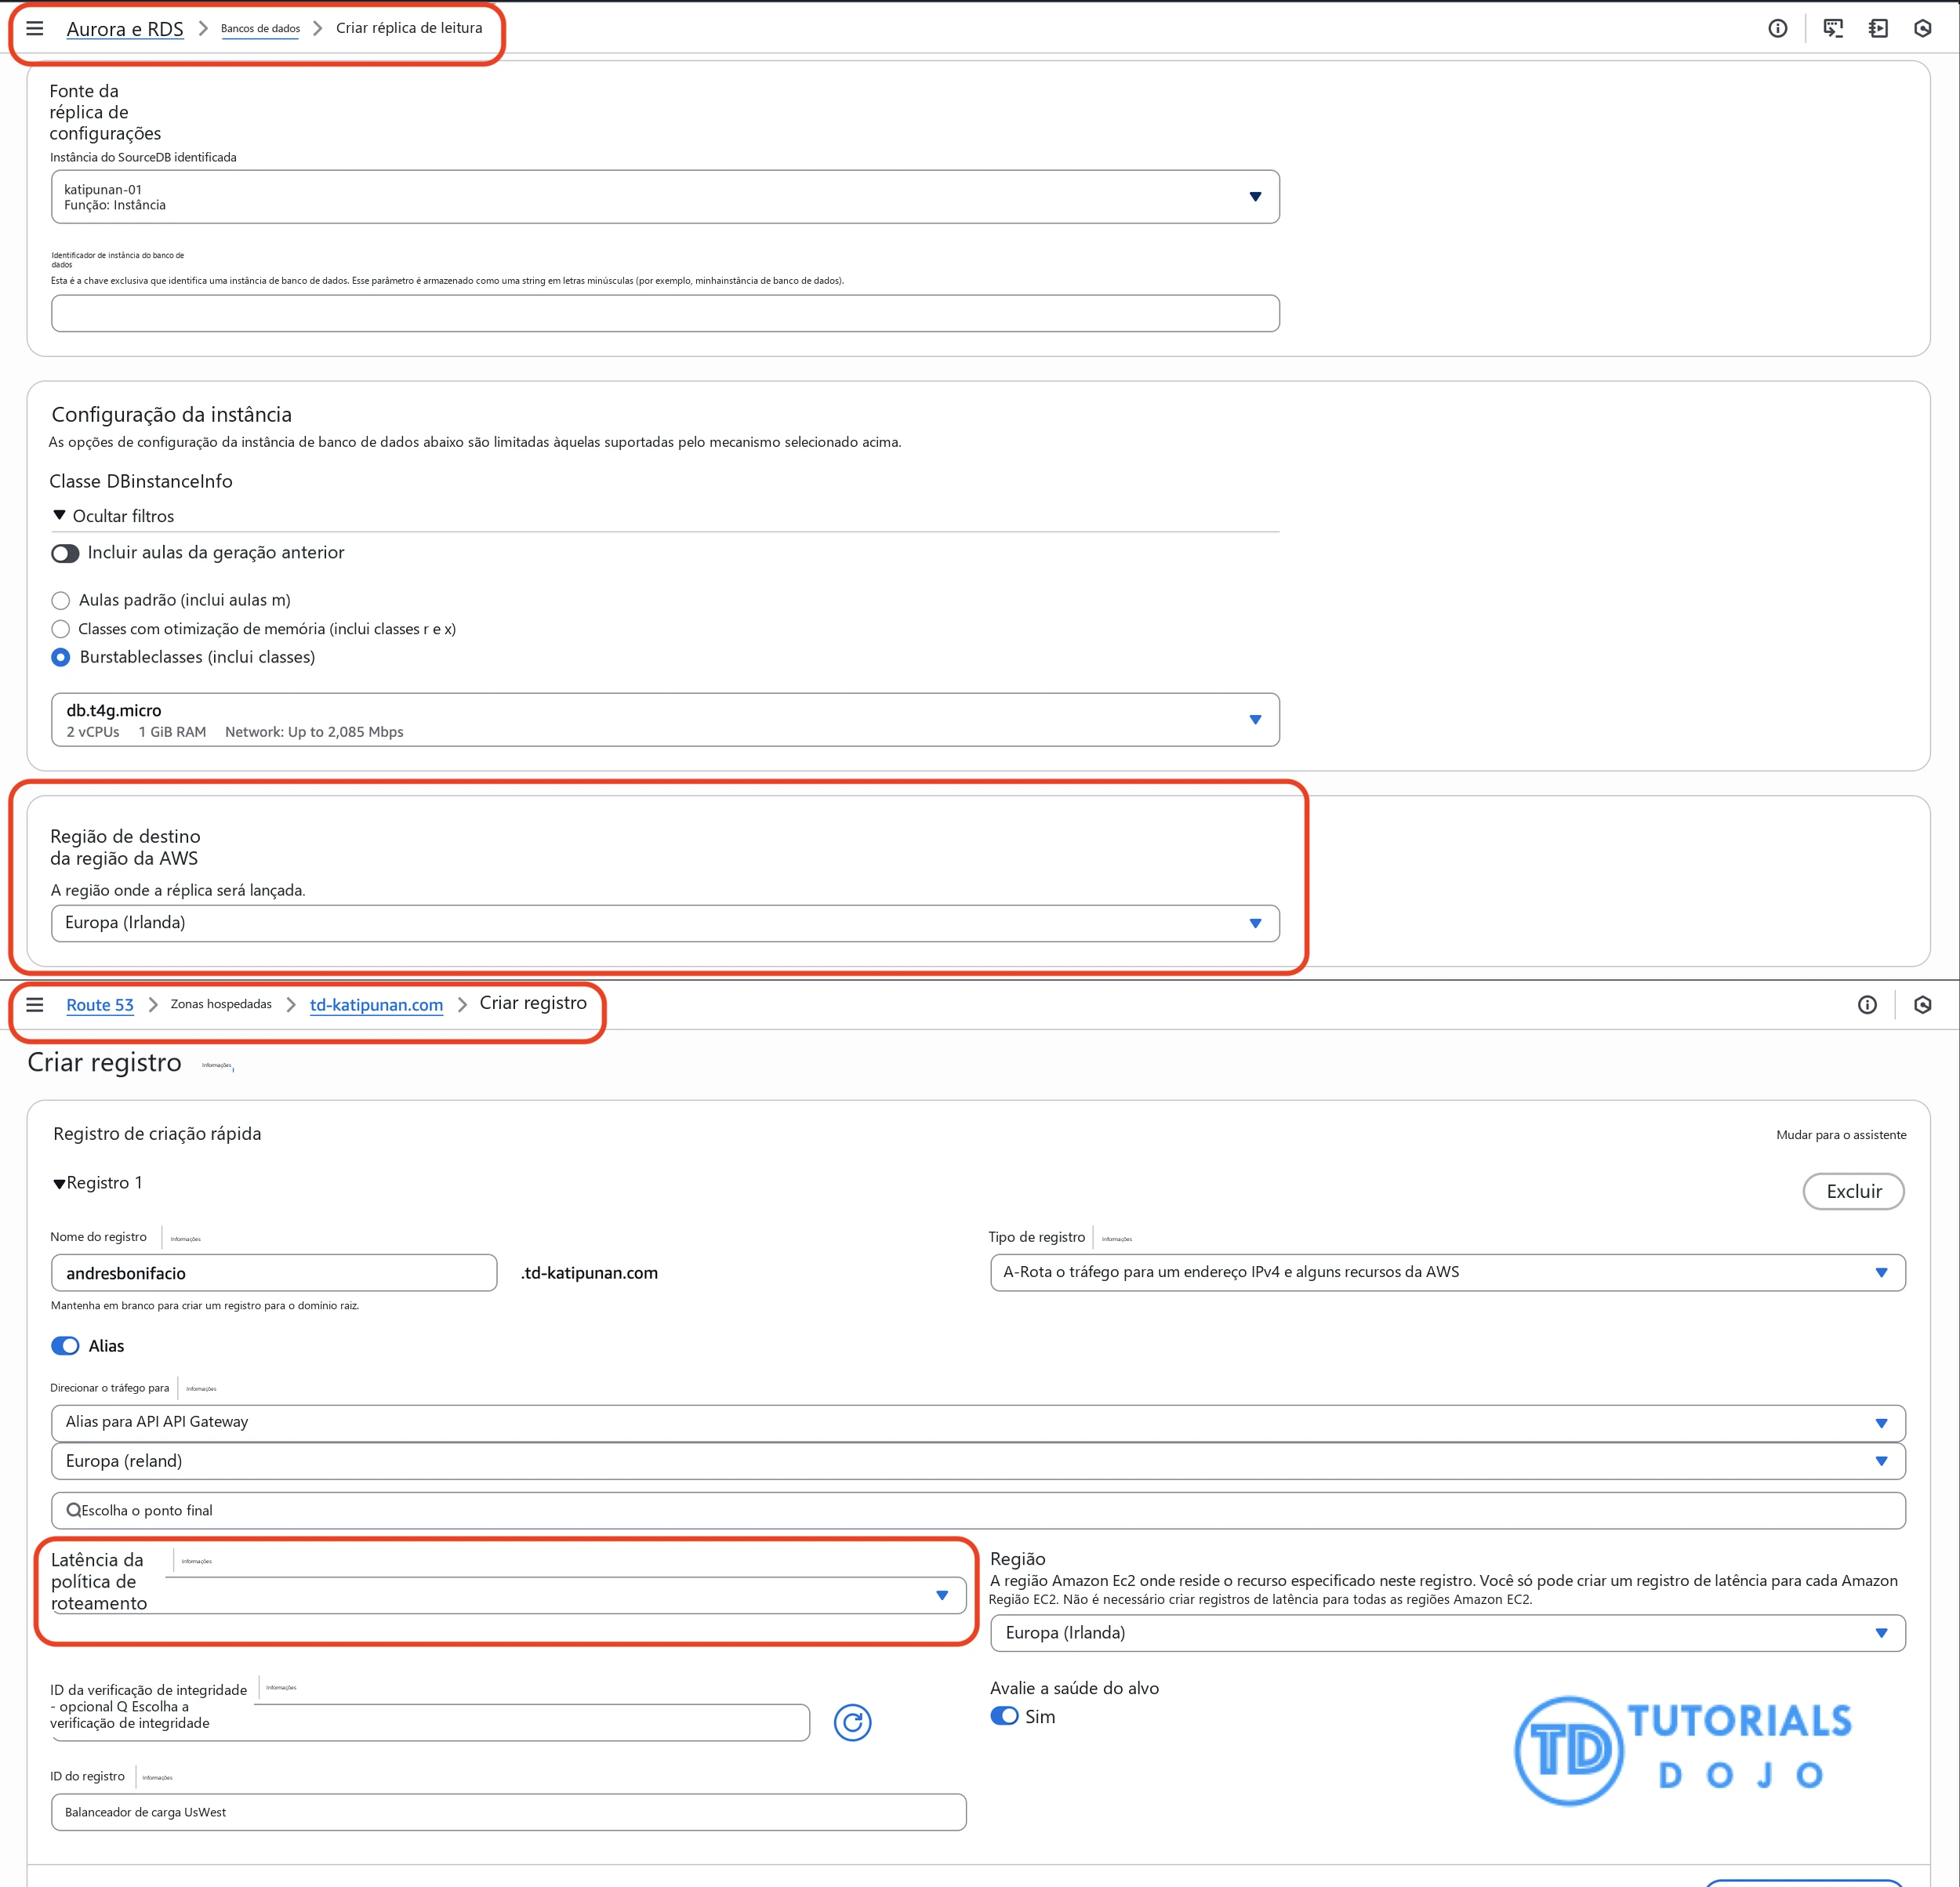 Aurora e RDS > Bancos de dados > Criar réplica de leitura
Fonte da
réplica de
configurações
Instância do SourceDB identificada
katipunan-01
Função: Instância
Identificador de instância do banco de
dados
Esta é a chave exclusiva que identifica uma instância de banco de dados. Esse parâmetro é armazenado como uma string em letras minúsculas (por exemplo, minhainstância de banco de dados).
Configuração da instância
As opções de configuração da instância de banco de dados abaixo são limitadas àquelas suportadas pelo mecanismo selecionado acima.
Classe DBinstanceInfo
Ocultar filtros
Incluir aulas da geração anterior
Aulas padrão (inclui aulas m)
Classes com otimização de memória (inclui classes r e x)
Burstableclasses (inclui classes)
db.t4g.micro
2 vCPUs 1 GiB RAM Network: Up to 2,085 Mbps
Região de destino
da região da AWS
A região onde a réplica será lançada.
Europa (Irlanda)
Route 53 > Zonas hospedadas > td-katipunan.com > Criar registro
Criar registro Informações
Registro de criação rápida
Mudar para o assistente
Registro 1
Excluir
Nome do registro Informações
andresbonifacio .td-katipunan.com
Mantenha em branco para criar um registro para o domínio raiz.
Tipo de registro Informações
A-Rota o tráfego para um endereço IPv4 e alguns recursos da AWS
Alias
Direcionar o tráfego para Informações
Alias para API API Gateway
Europa (reland)
Escolha o ponto final
Latência da Informações
política de
roteamento
Região
A região Amazon Ec2 onde reside o recurso especificado neste registro. Você só pode criar um registro de latência para cada Amazon
Região EC2. Não é necessário criar registros de latência para todas as regiões Amazon EC2.
Europa (Irlanda)
ID da verificação de integridade Informações
- opcional Q Escolha a
verificação de integridade
Avalie a saúde do alvo
Sim
ID do registro Informações
Balanceador de carga UsWest
TD TUTORIALS
DOJO